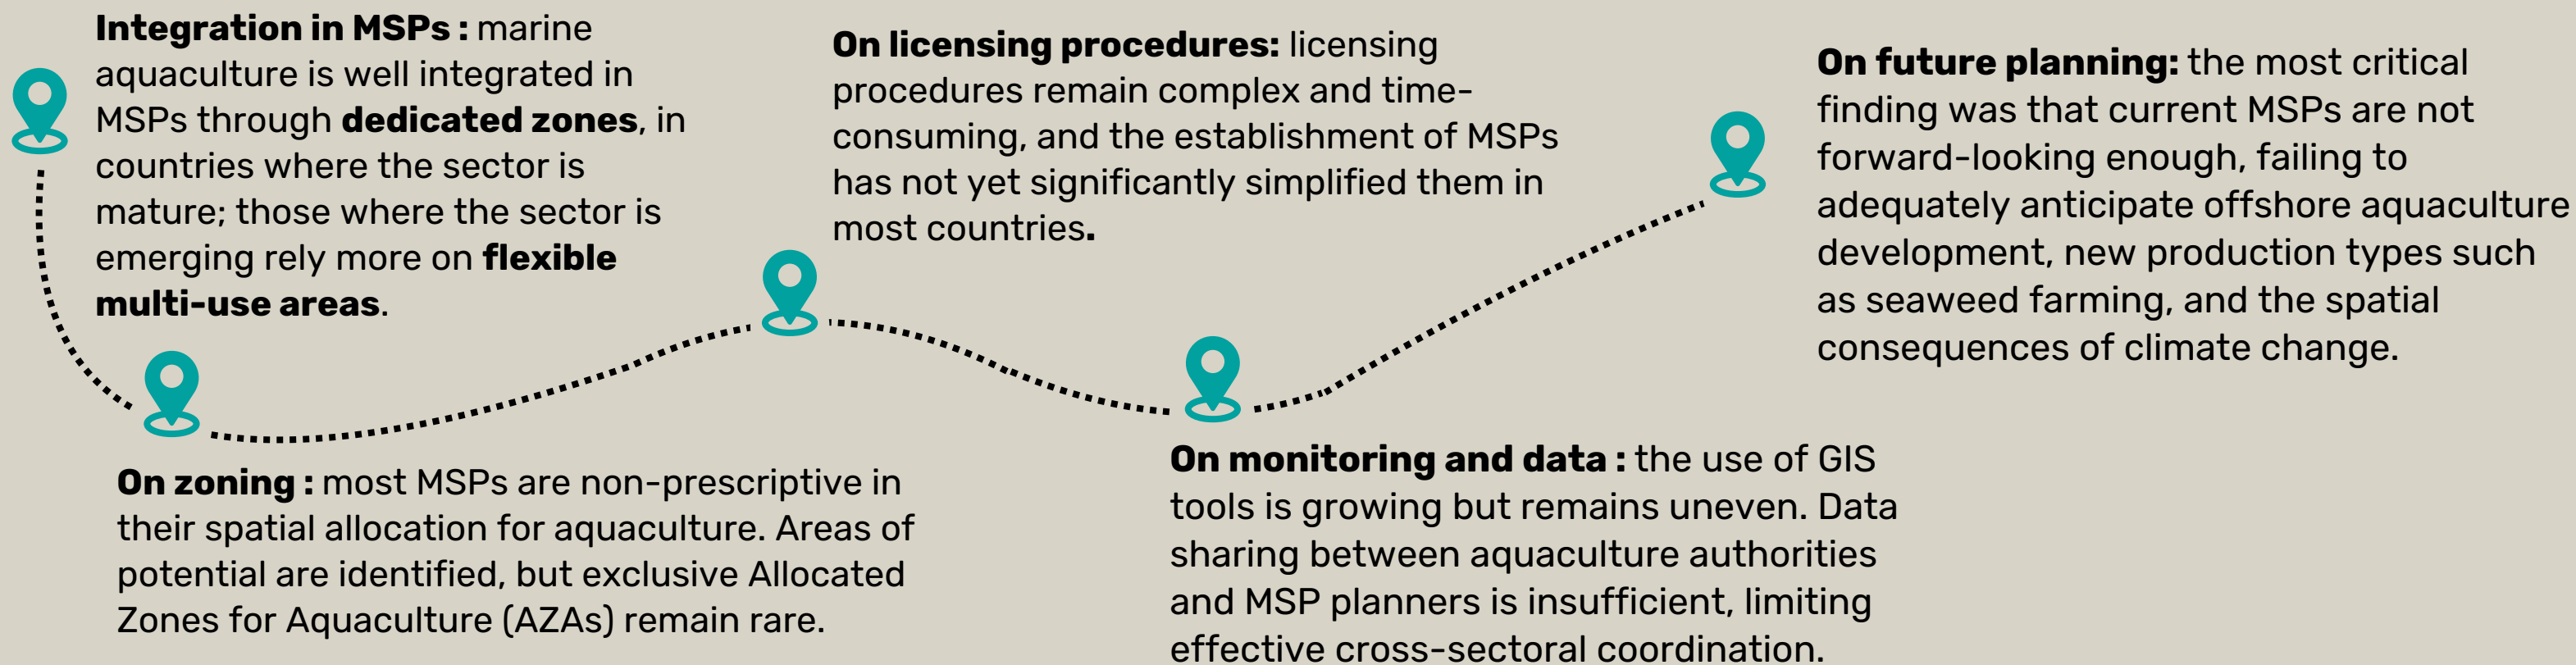 Integration in MSPs : marine
aquaculture is well integrated in
MSPs through dedicated zones, in
countries where the sector is
mature; those where the sector is
emerging rely more on flexible
multi-use areas.
On zoning : most MSPs are non-prescriptive in
their spatial allocation for aquaculture. Areas of
potential are identified, but exclusive Allocated
Zones for Aquaculture (AZAs) remain rare.
On licensing procedures: licensing
procedures remain complex and time-
consuming, and the establishment of MSPs
has not yet significantly simplified them in
most countries.
On monitoring and data : the use of GIS
tools is growing but remains uneven. Data
sharing between aquaculture authorities
and MSP planners is insufficient, limiting
effective cross-sectoral coordination.
On future planning: the most critical
finding was that current MSPs are not
forward-looking enough, failing to
adequately anticipate offshore aquaculture
development, new production types such
as seaweed farming, and the spatial
consequences of climate change.